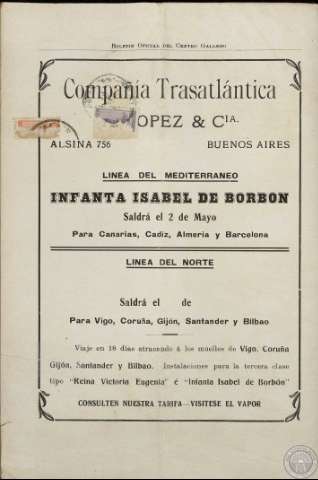 Boletin Oficial del Centro Gallego
Compañía Trasatlántica
OPEZ & CIA.
ALSINA 756 BUENOS AIRES
LINEA DEL MEDITERRANEO
INFANTA ISABEL DE BORBON
Saldrá el 2 de Mayo
Para Canarias, Cadiz, Almeria y Barcelona
LINEA DEL NORTE
Saldrá el de
Para Vigo, Coruña, Gijón, Santander y Bilbao
Viaje en 18 dias atracando á los muelles de Vigo, Coruña
Gijón, Santander y Bilbao. Instalaciones para la tercera clase
tipo "Reina Victoria Eugenia" é "Infanta Isabel de Borbón"
CONSULTEN NUESTRA TARIFA—VISITESE EL VAPOR